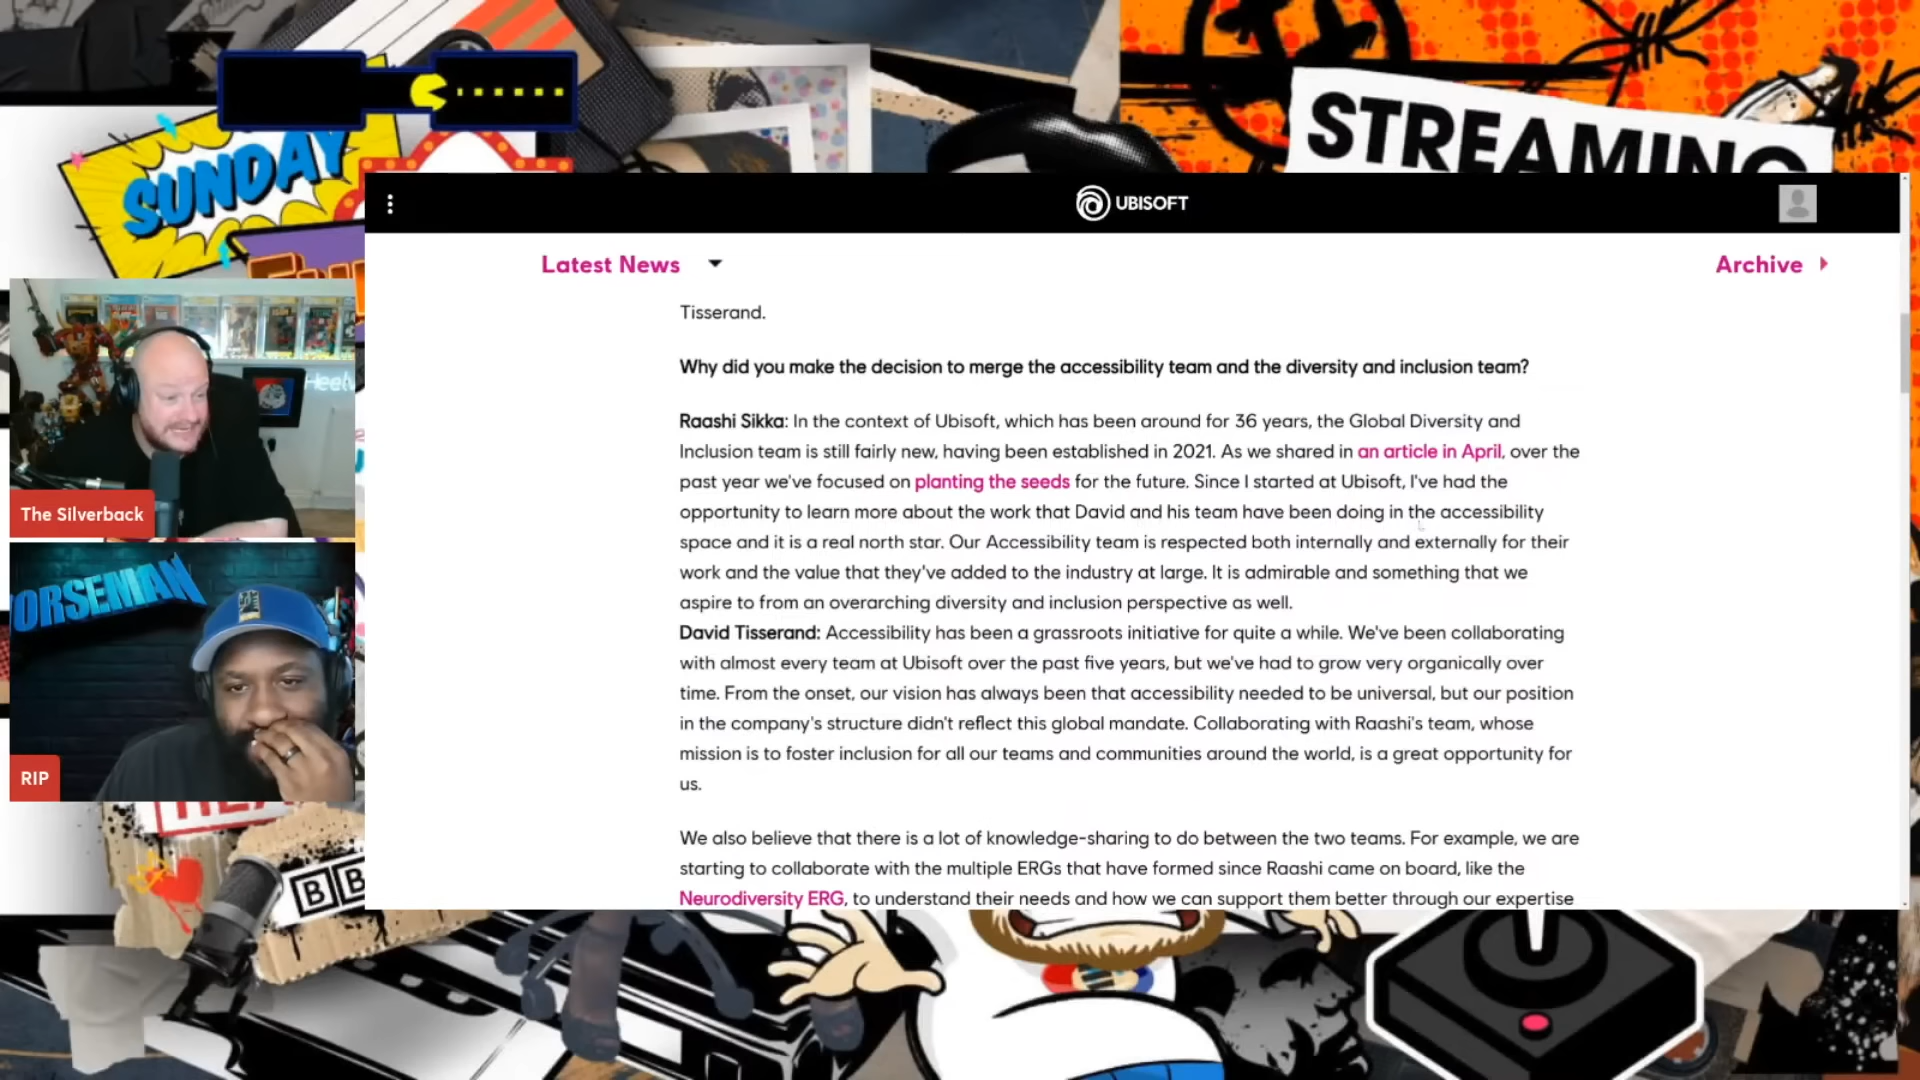 SUNDAY
STREAMING
UBISOFT
Latest News
Archive
Tisserand.
Why did you make the decision to merge the accessibility team and the diversity and inclusion team?
Raashi Sikka: In the context of Ubisoft, which has been around for 36 years, the Global Diversity and
Inclusion team is still fairly new, having been established in 2021. As we shared in an article in April, over the
past year we've focused on planting the seeds for the future. Since I started at Ubisoft, I've had the
opportunity to learn more about the work that David and his team have been doing in the accessibility
space and it is a real north star. Our Accessibility team is respected both internally and externally for their
work and the value that they've added to the industry at large. It is admirable and something that we
aspire to from an overarching diversity and inclusion perspective as well.
David Tisserand: Accessibility has been a grassroots initiative for quite a while. We've been collaborating
with almost every team at Ubisoft over the past five years, but we've had to grow very organically over
time. From the onset, our vision has always been that accessibility needed to be universal, but our position
in the company's structure didn't reflect this global mandate. Collaborating with Raashi's team, whose
mission is to foster inclusion for all our teams and communities around the world, is a great opportunity for
us.
We also believe that there is a lot of knowledge-sharing to do between the two teams. For example, we are
starting to collaborate with the multiple ERGs that have formed since Raashi came on board, like the
Neurodiversity ERG, to understand their needs and how we can support them better through our expertise
The Silverback
ORSEMAN
RIP